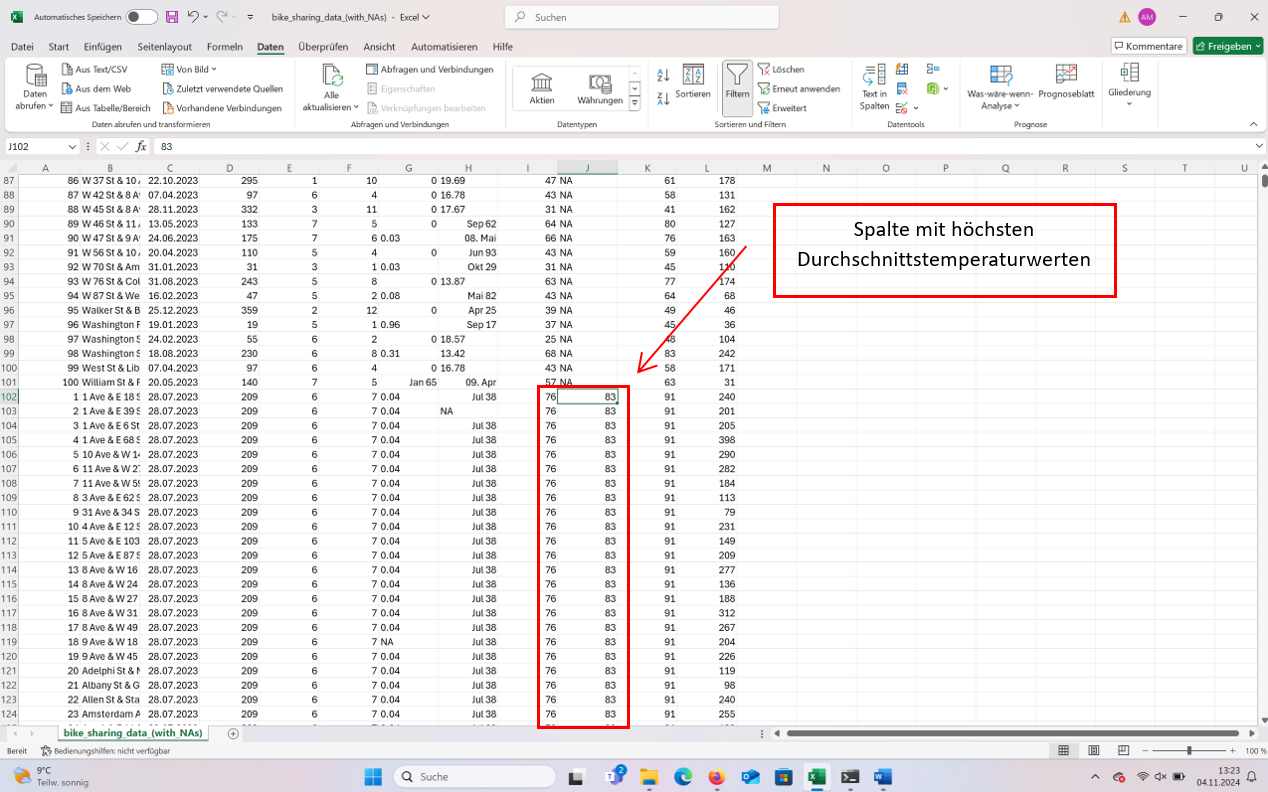 Automatisches Speichern
bike_sharing_data_(with_NAs) - Excel
Suchen
AM
Datei Start Einfügen Seitenlayout Formeln Daten Überprüfen Ansicht Automatisieren Hilfe
Kommentare Freigeben
Daten abrufen
Aus Text/CSV
Aus dem Web
Aus Tabelle/Bereich
Von Bild
Zuletzt verwendete Quellen
Vorhandene Verbindungen
Alle aktualisieren
Abfragen und Verbindungen
Eigenschaften
Verknüpfungen bearbeiten
Aktien Währungen
Sortieren Filtern
Löschen
Erneut anwenden
Erweitert
Text in Spalten
Was-wäre-wenn-Analyse
Prognoseblatt
Gliederung
Daten abrufen und transformieren Abfragen und Verbindungen Datentypen Sortieren und Filtern Datentools Prognose
J102 fx 83
A B C D E F G H I J K L M N O P Q R S T U
87 86 W 37 St & 10 22.10.2023 295 1 10 0 19.69 47 NA 61 178
88 87 W 42 St & 8 A 07.04.2023 97 6 4 0 16.78 43 NA 58 131
89 88 W 45 St & 8 A 28.11.2023 332 3 11 0 17.67 31 NA 41 162
90 89 W 46 St & 11 13.05.2023 133 7 5 0 Sep 62 64 NA 80 127
91 90 W 47 St & 9 A 24.06.2023 175 7 6 0.03 08. Mai 66 NA 76 163
92 91 W 56 St & 10 20.04.2023 110 5 4 0 Jun 93 43 NA 59 160
93 92 W 70 St & Am 31.01.2023 31 3 1 0.03 Okt 29 31 NA 45 110
94 93 W 76 St & Col 31.08.2023 243 5 8 0 13.87 63 NA 77 174
95 94 W 87 St & We 16.02.2023 47 5 2 0.08 Mai 82 43 NA 64 68
96 95 Walker St & B 25.12.2023 359 2 12 0 Apr 25 39 NA 49 46
97 96 Washington F 19.01.2023 19 5 1 0.96 Sep 17 37 NA 45 36
98 97 Washington S 24.02.2023 55 6 2 0 18.57 25 NA 48 104
99 98 Washington S 18.08.2023 230 6 8 0.31 13.42 68 NA 83 242
100 99 West St & Lib 07.04.2023 97 6 4 0 16.78 43 NA 58 171
101 100 William St & F 20.05.2023 140 7 5 Jan 65 09. Apr 57 NA 63 31
102 1 1 Ave & E 18 S 28.07.2023 209 6 7 0.04 Jul 38 76 83 91 240
103 2 1 Ave & E 39 S 28.07.2023 209 6 7 0.04 NA 76 83 91 201
104 3 1 Ave & E 6 St 28.07.2023 209 6 7 0.04 Jul 38 76 83 91 205
105 4 1 Ave & E 68 S 28.07.2023 209 6 7 0.04 Jul 38 76 83 91 398
106 5 10 Ave & W 14 28.07.2023 209 6 7 0.04 Jul 38 76 83 91 290
107 6 11 Ave & W 27 28.07.2023 209 6 7 0.04 Jul 38 76 83 91 282
108 7 11 Ave & W 59 28.07.2023 209 6 7 0.04 Jul 38 76 83 91 184
109 8 3 Ave & E 62 S 28.07.2023 209 6 7 0.04 Jul 38 76 83 91 113
110 9 31 Ave & 34 S 28.07.2023 209 6 7 0.04 Jul 38 76 83 91 79
111 10 4 Ave & E 12 S 28.07.2023 209 6 7 0.04 Jul 38 76 83 91 231
112 11 5 Ave & E 103 28.07.2023 209 6 7 0.04 Jul 38 76 83 91 149
113 12 5 Ave & E 87 S 28.07.2023 209 6 7 0.04 Jul 38 76 83 91 209
114 13 8 Ave & W 16 28.07.2023 209 6 7 0.04 Jul 38 76 83 91 277
115 14 8 Ave & W 24 28.07.2023 209 6 7 0.04 Jul 38 76 83 91 136
116 15 8 Ave & W 27 28.07.2023 209 6 7 0.04 Jul 38 76 83 91 188
117 16 8 Ave & W 31 28.07.2023 209 6 7 0.04 Jul 38 76 83 91 312
118 17 8 Ave & W 49 28.07.2023 209 6 7 0.04 Jul 38 76 83 91 267
119 18 9 Ave & W 18 28.07.2023 209 6 7 NA Jul 38 76 83 91 204
120 19 9 Ave & W 45 28.07.2023 209 6 7 0.04 Jul 38 76 83 91 226
121 20 Adelphi St & N 28.07.2023 209 6 7 0.04 Jul 38 76 83 91 119
122 21 Albany St & G 28.07.2023 209 6 7 0.04 Jul 38 76 83 91 98
123 22 Allen St & Sta 28.07.2023 209 6 7 0.04 Jul 38 76 83 91 240
124 23 Amsterdam A 28.07.2023 209 6 7 0.04 Jul 38 76 83 91 255
Spalte mit höchsten
Durchschnittstemperaturwerten
bike_sharing_data_(with_NAs)
Bereit Bedienungshilfen: nicht verfügbar 100 %
9°C
Teilw. sonnig
Suche
2
13:23
04.11.2024